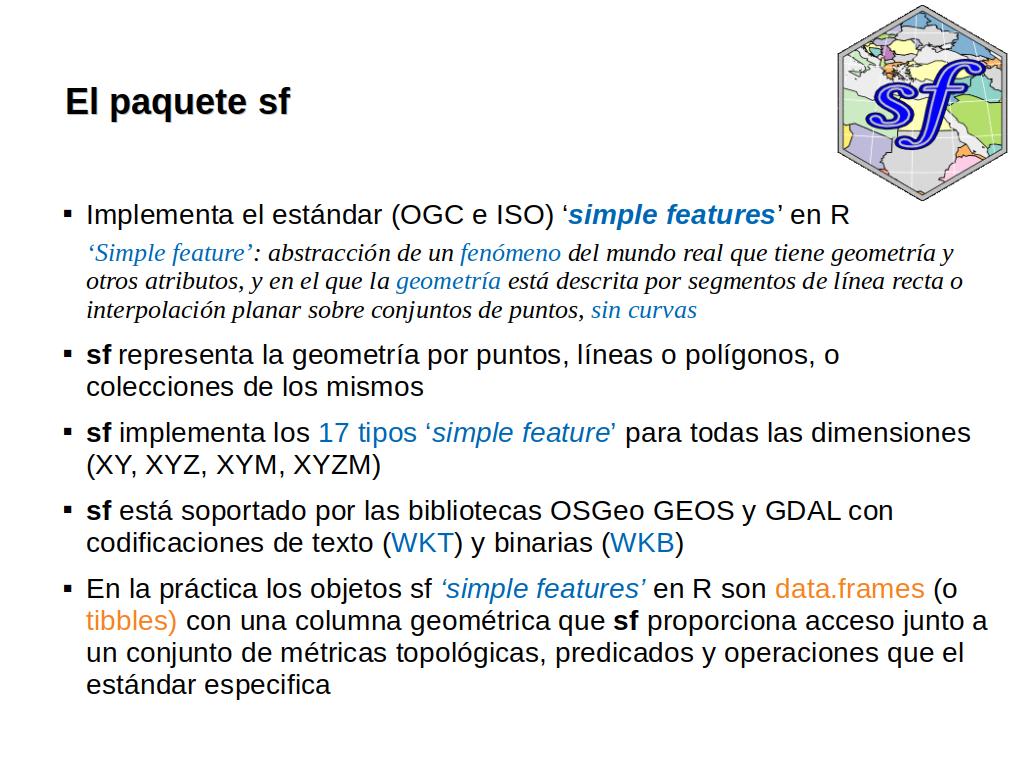 El paquete sf
sf
▪ Implementa el estándar (OGC e ISO) ‘simple features’ en R
‘Simple feature’: abstracción de un fenómeno del mundo real que tiene geometría y
otros atributos, y en el que la geometría está descrita por segmentos de línea recta o
interpolación planar sobre conjuntos de puntos, sin curvas
▪ sf representa la geometría por puntos, líneas o polígonos, o
colecciones de los mismos
▪ sf implementa los 17 tipos ‘simple feature’ para todas las dimensiones
(XY, XYZ, XYM, XYZM)
▪ sf está soportado por las bibliotecas OSGeo GEOS y GDAL con
codificaciones de texto (WKT) y binarias (WKB)
▪ En la práctica los objetos sf ‘simple features’ en R son data.frames (o
tibbles) con una columna geométrica que sf proporciona acceso junto a
un conjunto de métricas topológicas, predicados y operaciones que el
estándar especifica